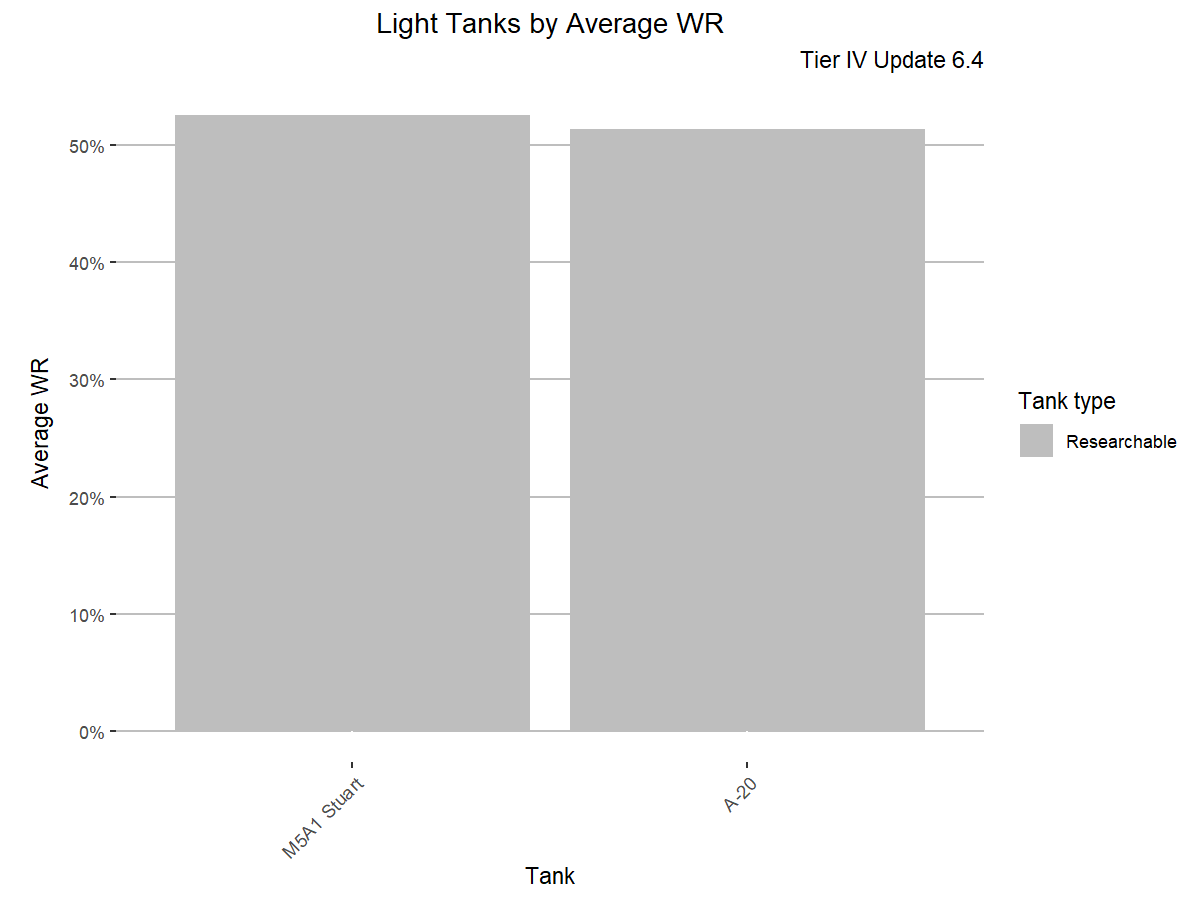 Light Tanks by Average WR
Tier IV Update 6.4
Average WR
50%
40%
30%
20%
10%
0%
M5A1 Stuart
A-20
Tank
Tank type
Researchable